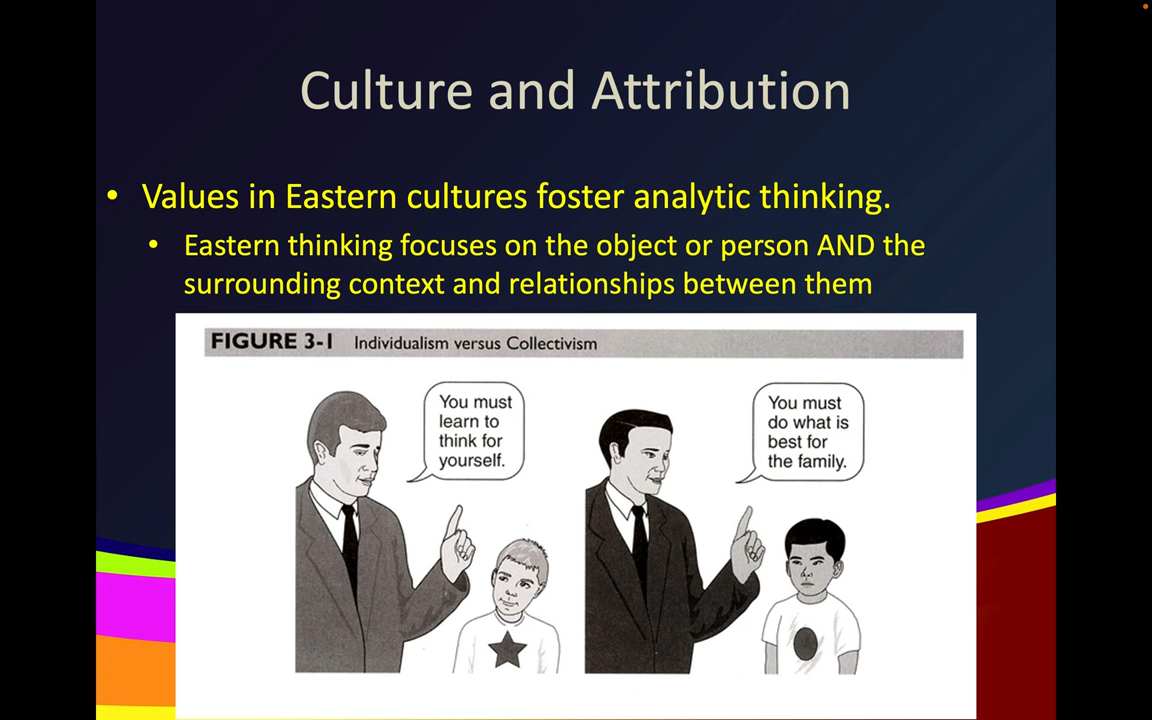 Culture and Attribution
• Values in Eastern cultures foster analytic thinking.
• Eastern thinking focuses on the object or person AND the
surrounding context and relationships between them
FIGURE 3-1 Individualism versus Collectivism
You must
learn to
think for
yourself.
You must
do what is
best for
the family.